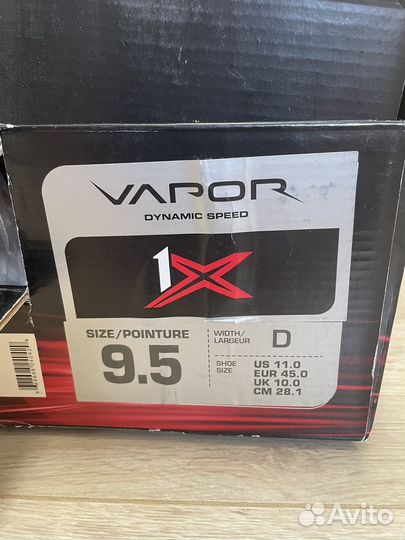 VAPOR
DYNAMIC SPEED
1X
SIZE/POINTURE
9.5
WIDTH/
LARGEUR
D
SHOE
SIZE
US 11.0
EUR 45.0
UK 10.0
CM 28.1
Avito